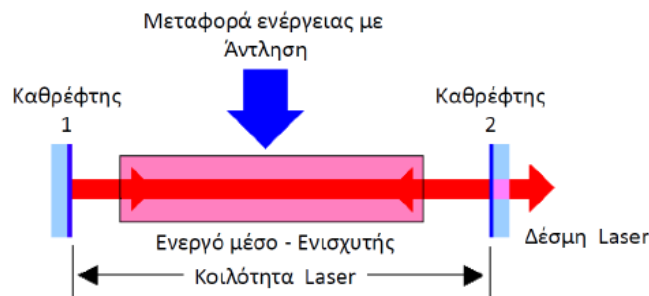 Μεταφορά ενέργειας με
Άντληση
Καθρέφτης
1
Καθρέφτης
2
Ενεργό μέσο - Ενισχυτής
Δέσμη Laser
Κοιλότητα Laser